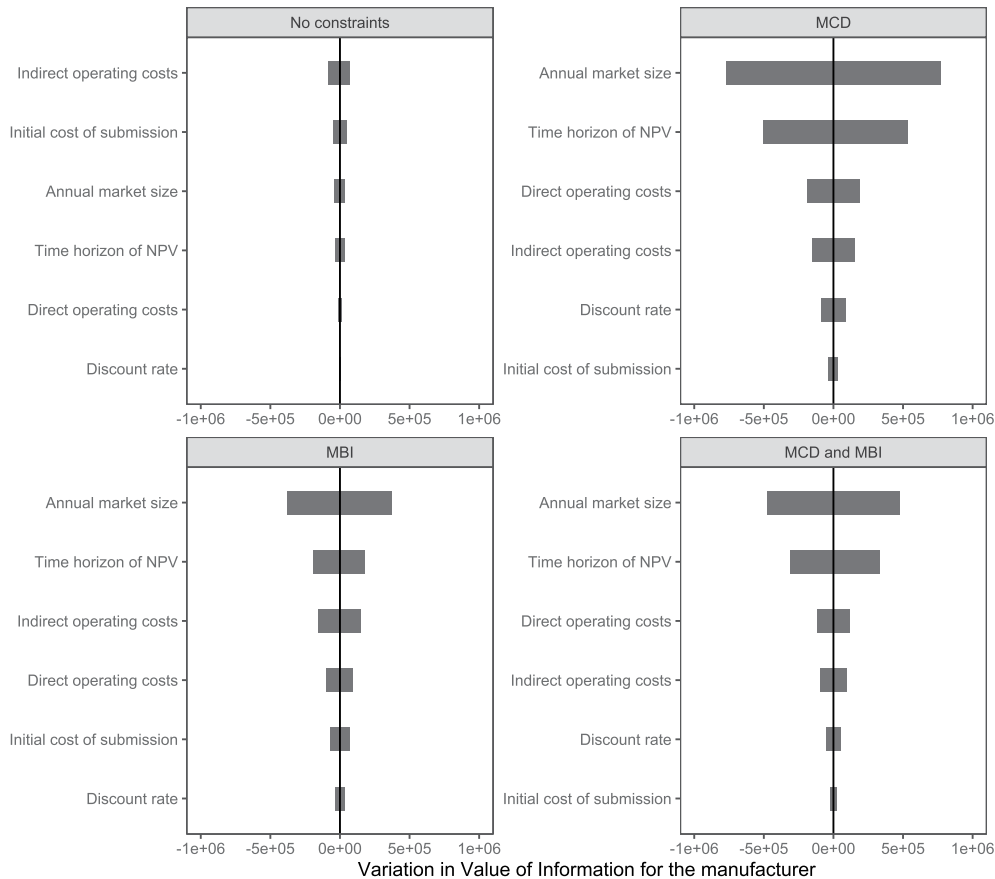 No constraints
Indirect operating costs
Initial cost of submission
Annual market size
Time horizon of NPV
Direct operating costs
Discount rate
-1e+06 -5e+05 0e+00 5e+05 1e+06
MCD
Annual market size
Time horizon of NPV
Direct operating costs
Indirect operating costs
Discount rate
Initial cost of submission
-1e+06 -5e+05 0e+00 5e+05 1e+06
MBI
Annual market size
Time horizon of NPV
Indirect operating costs
Direct operating costs
Initial cost of submission
Discount rate
-1e+06 -5e+05 0e+00 5e+05 1e+06
MCD and MBI
Annual market size
Time horizon of NPV
Direct operating costs
Indirect operating costs
Discount rate
Initial cost of submission
-1e+06 -5e+05 0e+00 5e+05 1e+06
Variation in Value of Information for the manufacturer